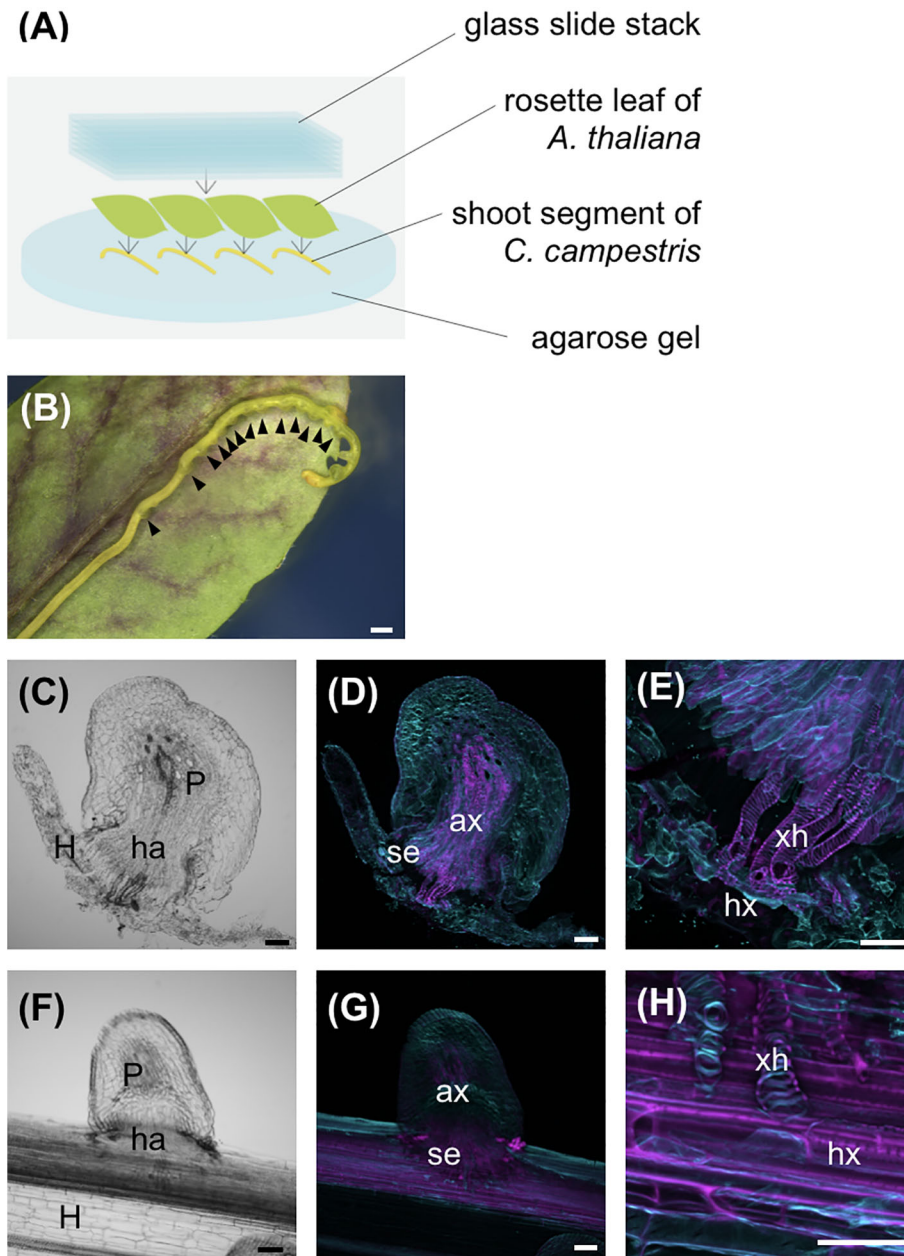 (A)
glass slide stack
rosette leaf of
A. thaliana
shoot segment of
C. campestris
agarose gel
(B)
(C)
P
H
ha
(D)
ax
se
(E)
xh
hx
(F)
P
ha
H
(G)
ax
se
(H)
xh
hx